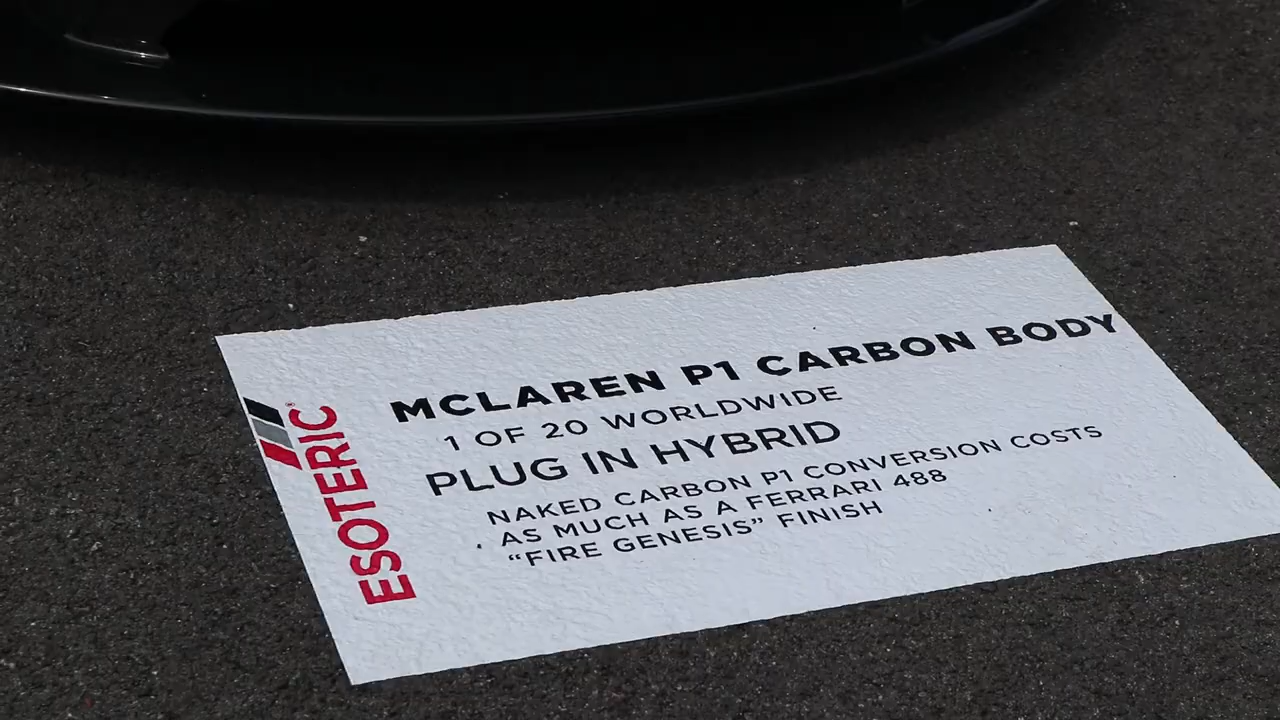 ESOTERIC®
MCLAREN P1 CARBON BODY
1 OF 20 WORLDWIDE
PLUG IN HYBRID
NAKED CARBON P1 CONVERSION COSTS
AS MUCH AS A FERRARI 488
“FIRE GENESIS” FINISH